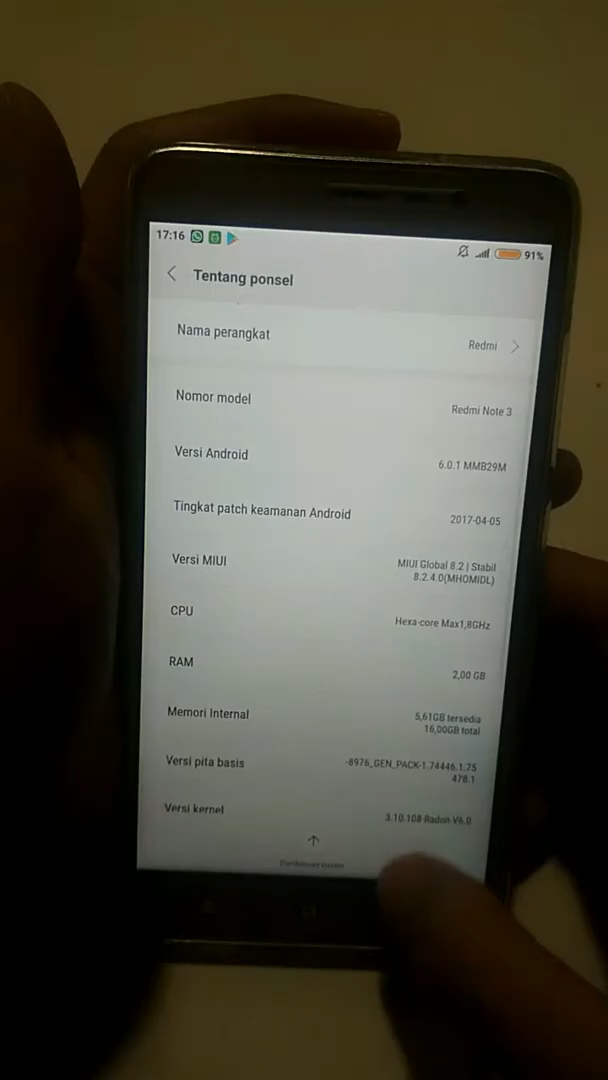 17:16
91%
Tentang ponsel
Nama perangkat
Redmi
Nomor model
Redmi Note 3
Versi Android
6.0.1 MMB29M
Tingkat patch keamanan Android
2017-04-05
Versi MIUI
MIUI Global 8.2 | Stabil
8.2.4.0(MHOMIDL)
CPU
Hexa-core Max1,8GHz
RAM
2,00 GB
Memori Internal
5,61GB tersedia
16,00GB total
Versi pita basis
-8976_GEN_PACK-1.74446.1.75
478.1
Versi kernel
3.10.108-Radon-V6.0